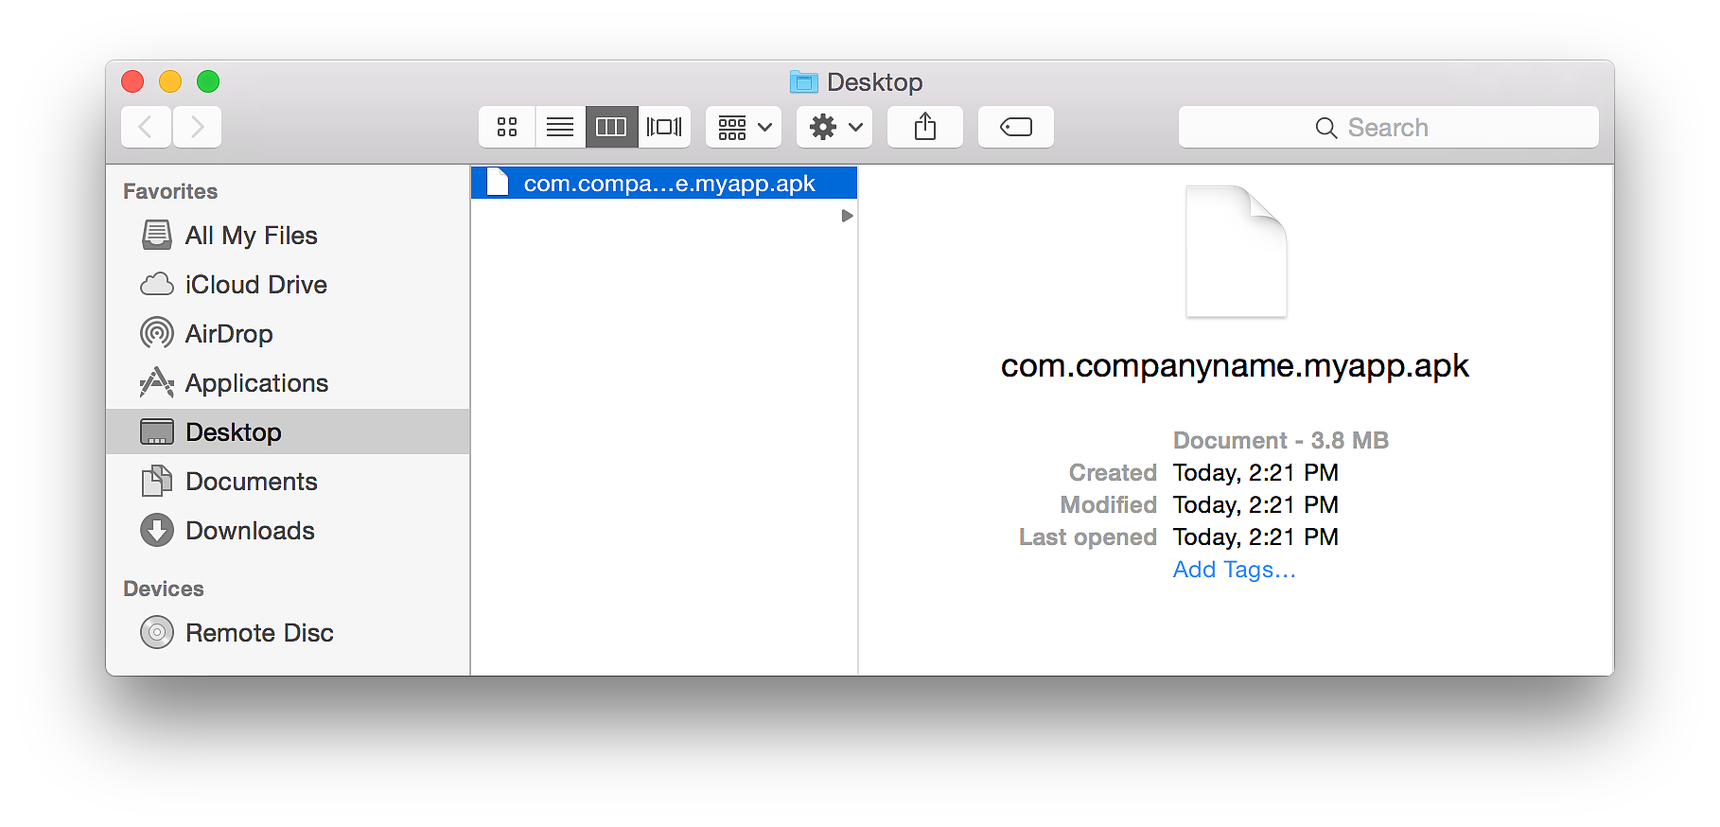 Desktop
Search
Favorites
All My Files
iCloud Drive
AirDrop
Applications
Desktop
Documents
Downloads
Devices
Remote Disc
com.compa...e.myapp.apk
com.companyname.myapp.apk
Document - 3.8 MB
Created Today, 2:21 PM
Modified Today, 2:21 PM
Last opened Today, 2:21 PM
Add Tags...